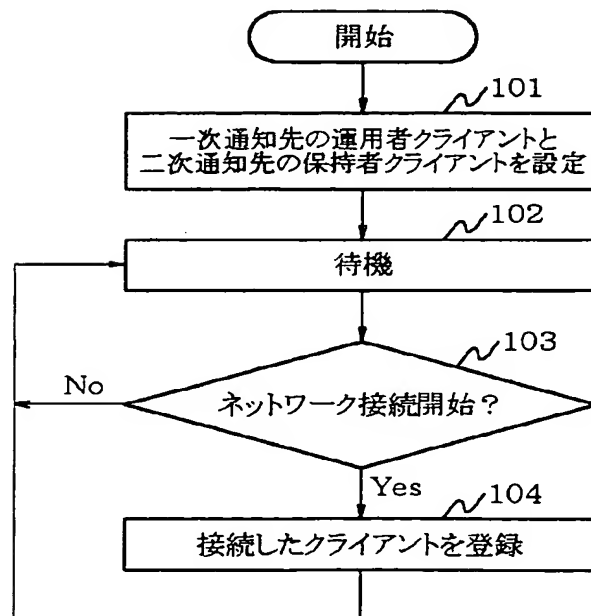 開始
101
一次通知先の運用者クライアントと
二次通知先の保持者クライアントを設定
102
待機
103
ネットワーク接続開始？
No
Yes
104
接続したクライアントを登録